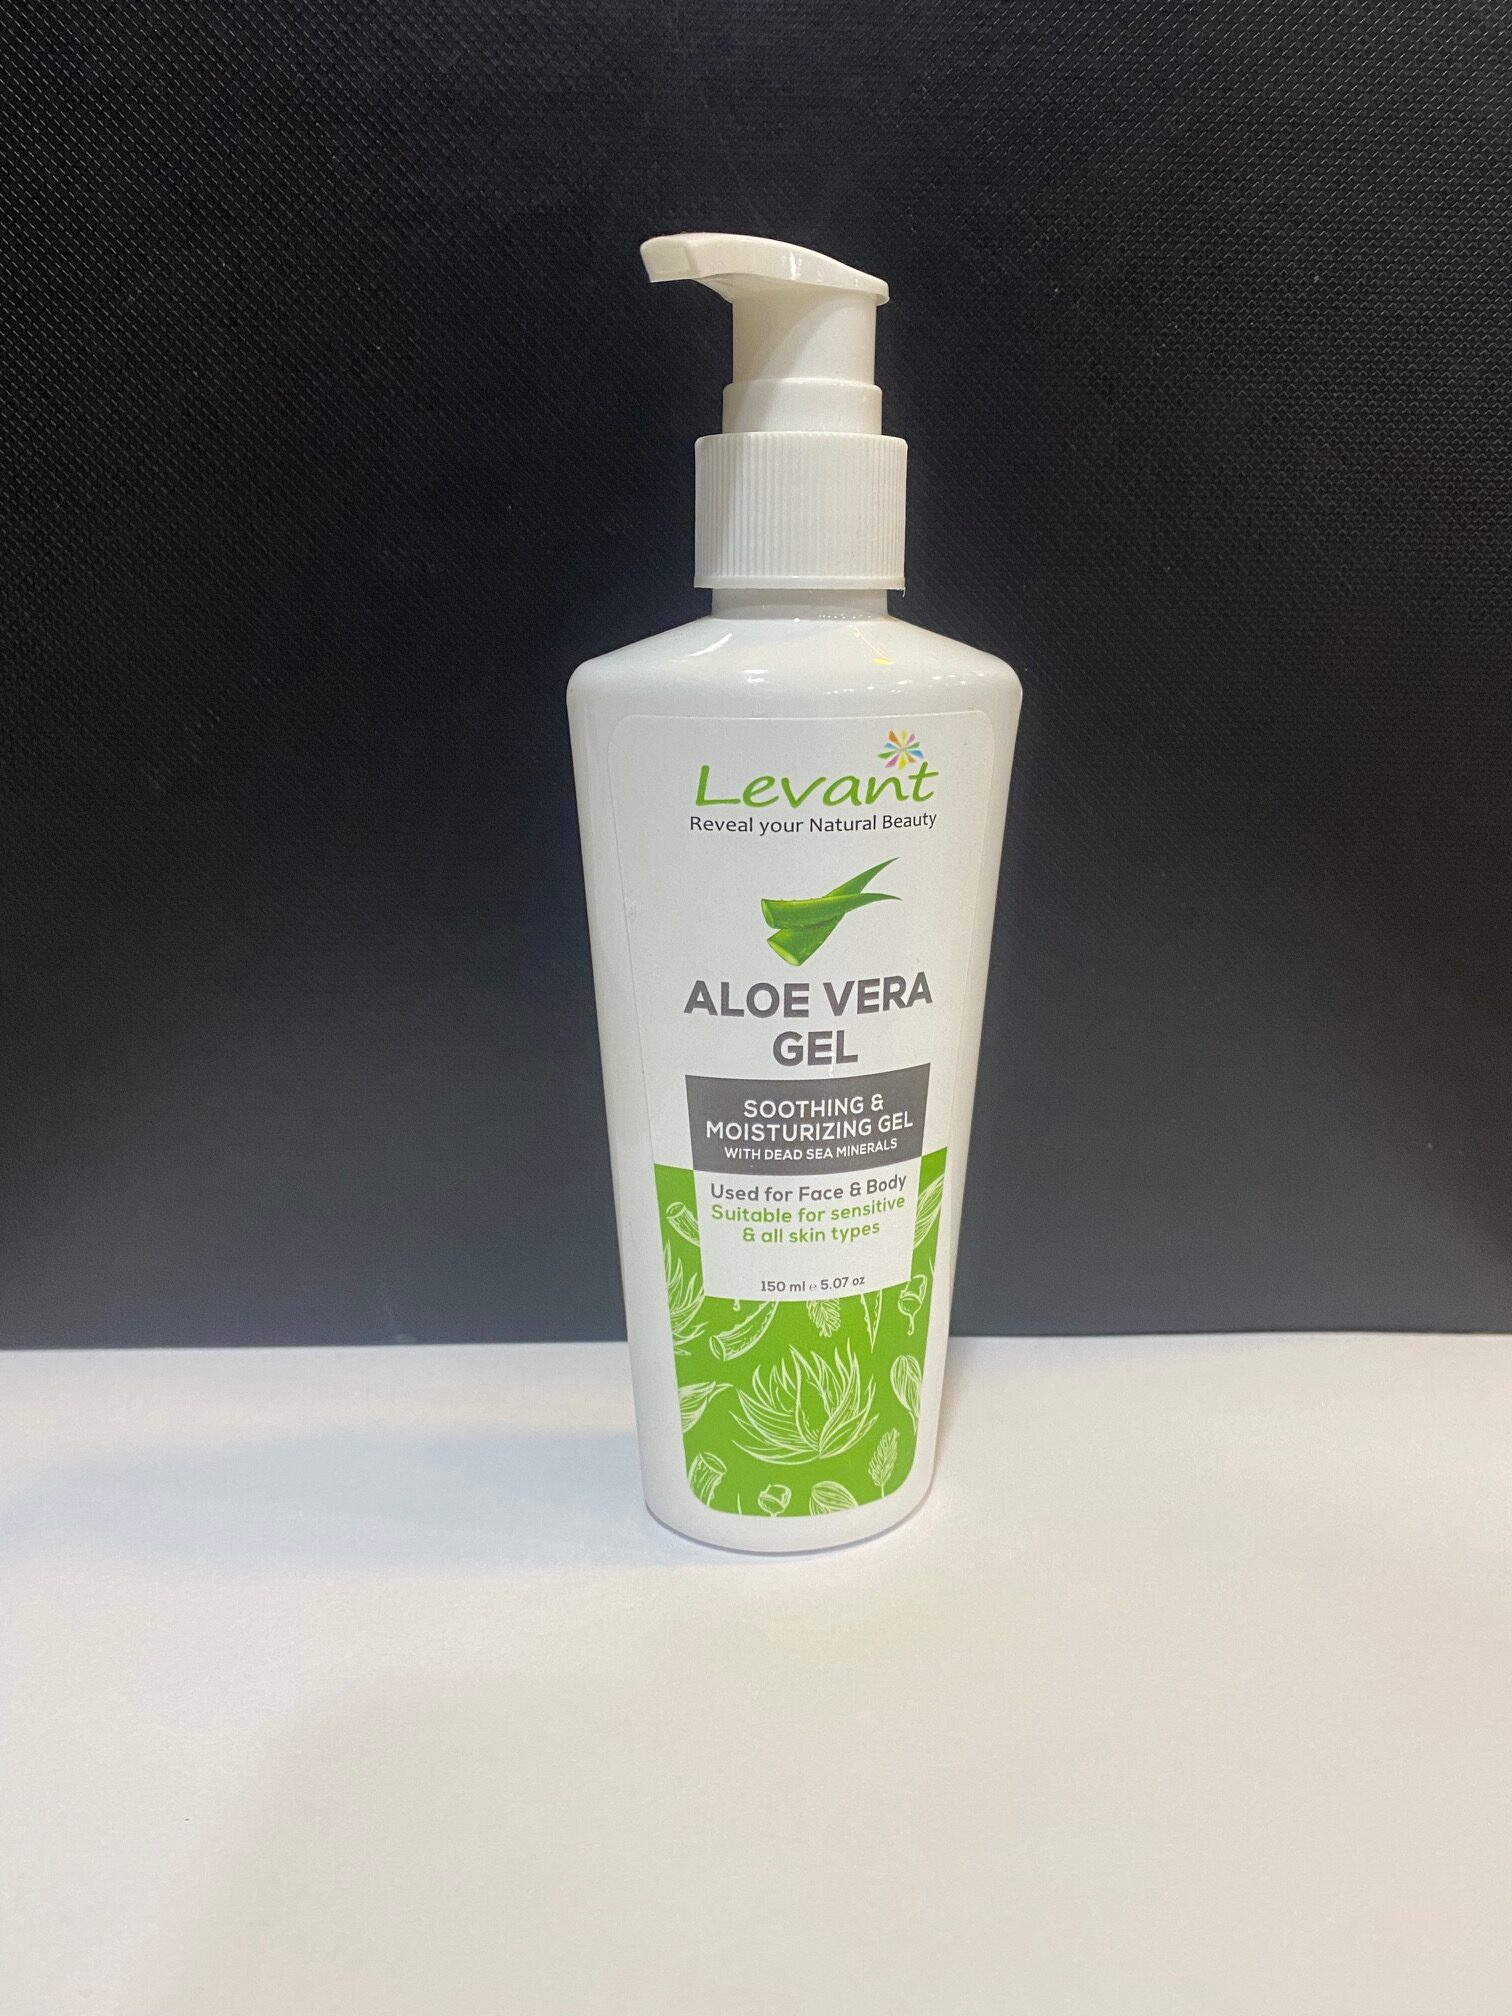 Levant
Reveal your Natural Beauty
ALOE VERA
GEL
SOOTHING &
MOISTURIZING GEL
WITH DEAD SEA MINERALS
Used for Face & Body
Suitable for sensitive
& all skin types
150 ml ℮ 5.07 oz